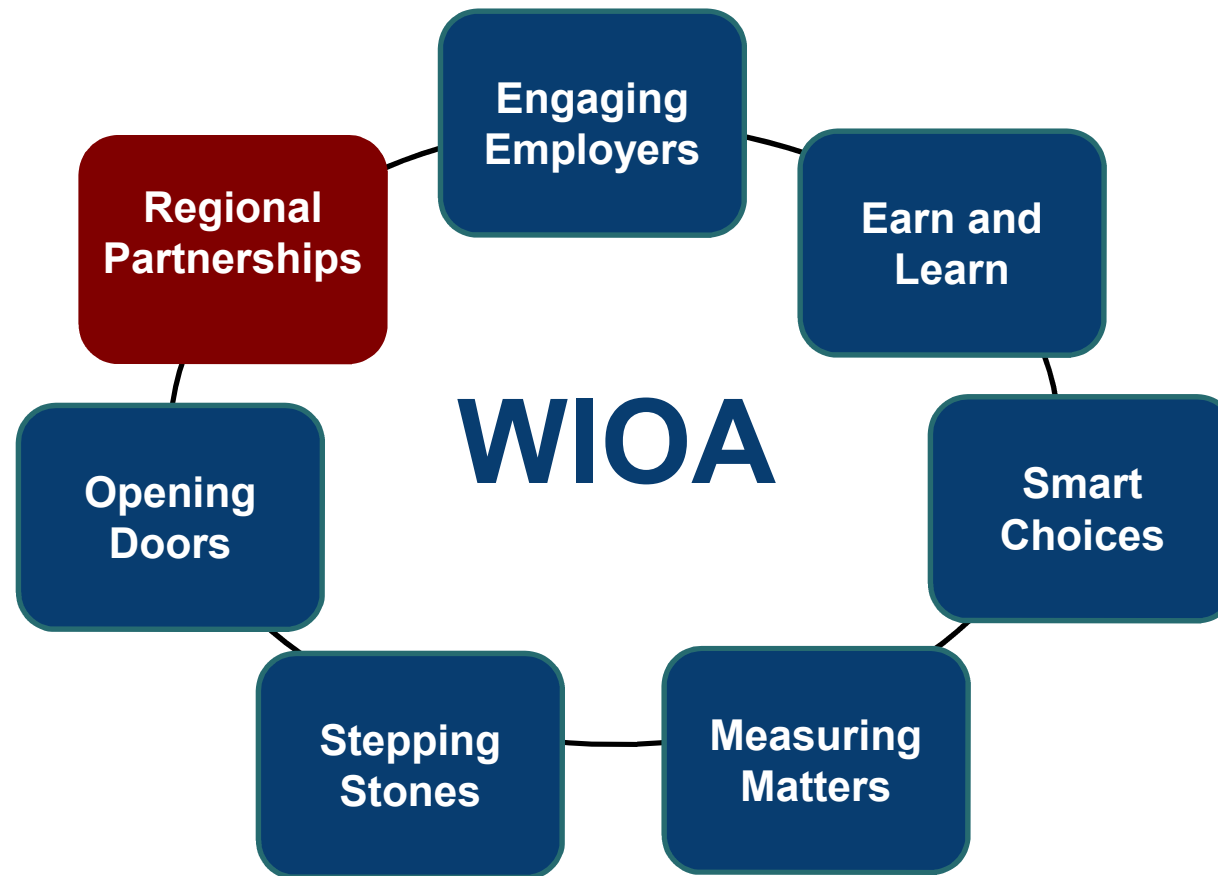 Engaging
Employers
Regional
Partnerships
Earn and
Learn
WIOA
Smart
Choices
Opening
Doors
Stepping
Stones
Measuring
Matters